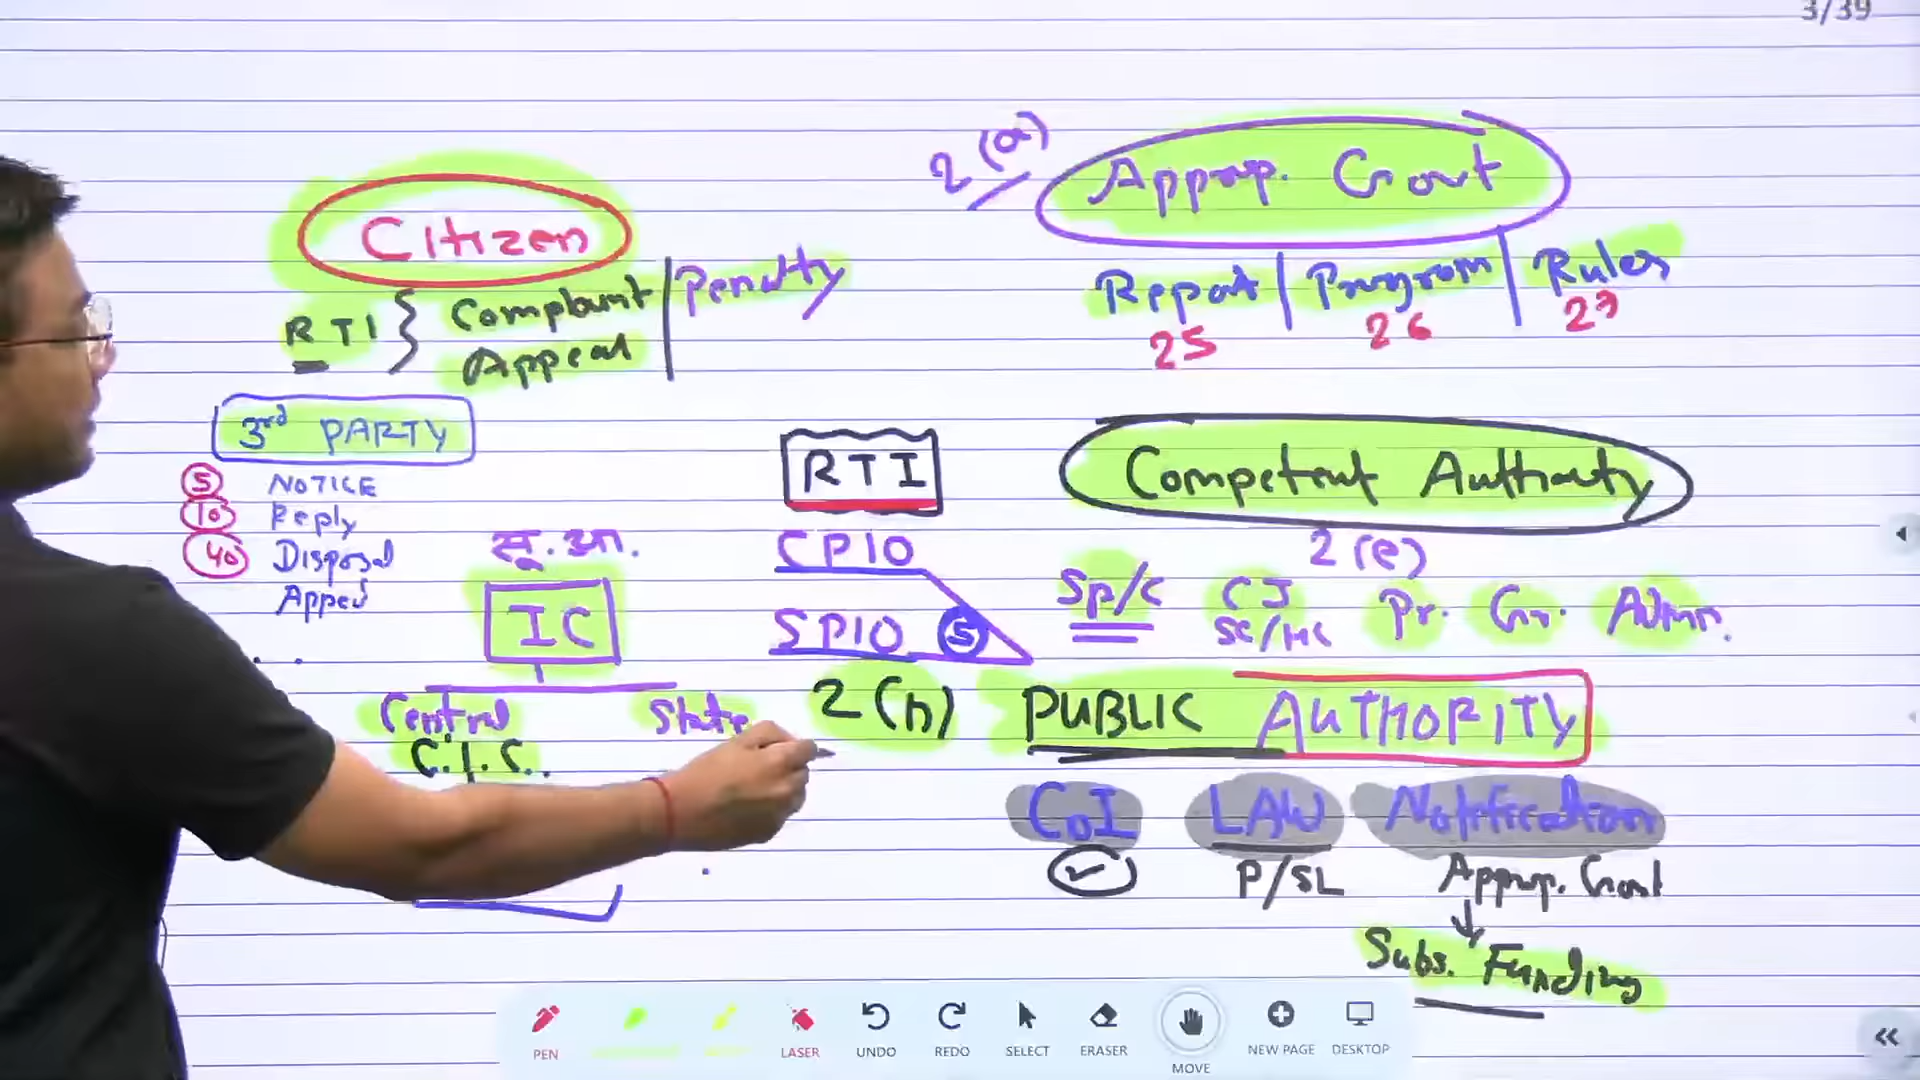 3/39
2(a) Approp. Govt
Citizen
RTI } Complaint | Penalty
Appeal
Report | Program | Rules
25 26 27
3rd PARTY
5 NOTICE
10 Reply
40 Disposal
Appeal
RTI
Competent Authority
2(e)
सू.आ.
IC
CPIO
SPIO 5
Sp/C CJ SC/HC Pr. Gr. Admn.
Central State
C.I.C.
2(h) PUBLIC AUTHORITY
CoI LAW Notification
P/SL Approp. Govt
Subs. Funding
PEN LASER UNDO REDO SELECT ERASER MOVE NEW PAGE DESKTOP